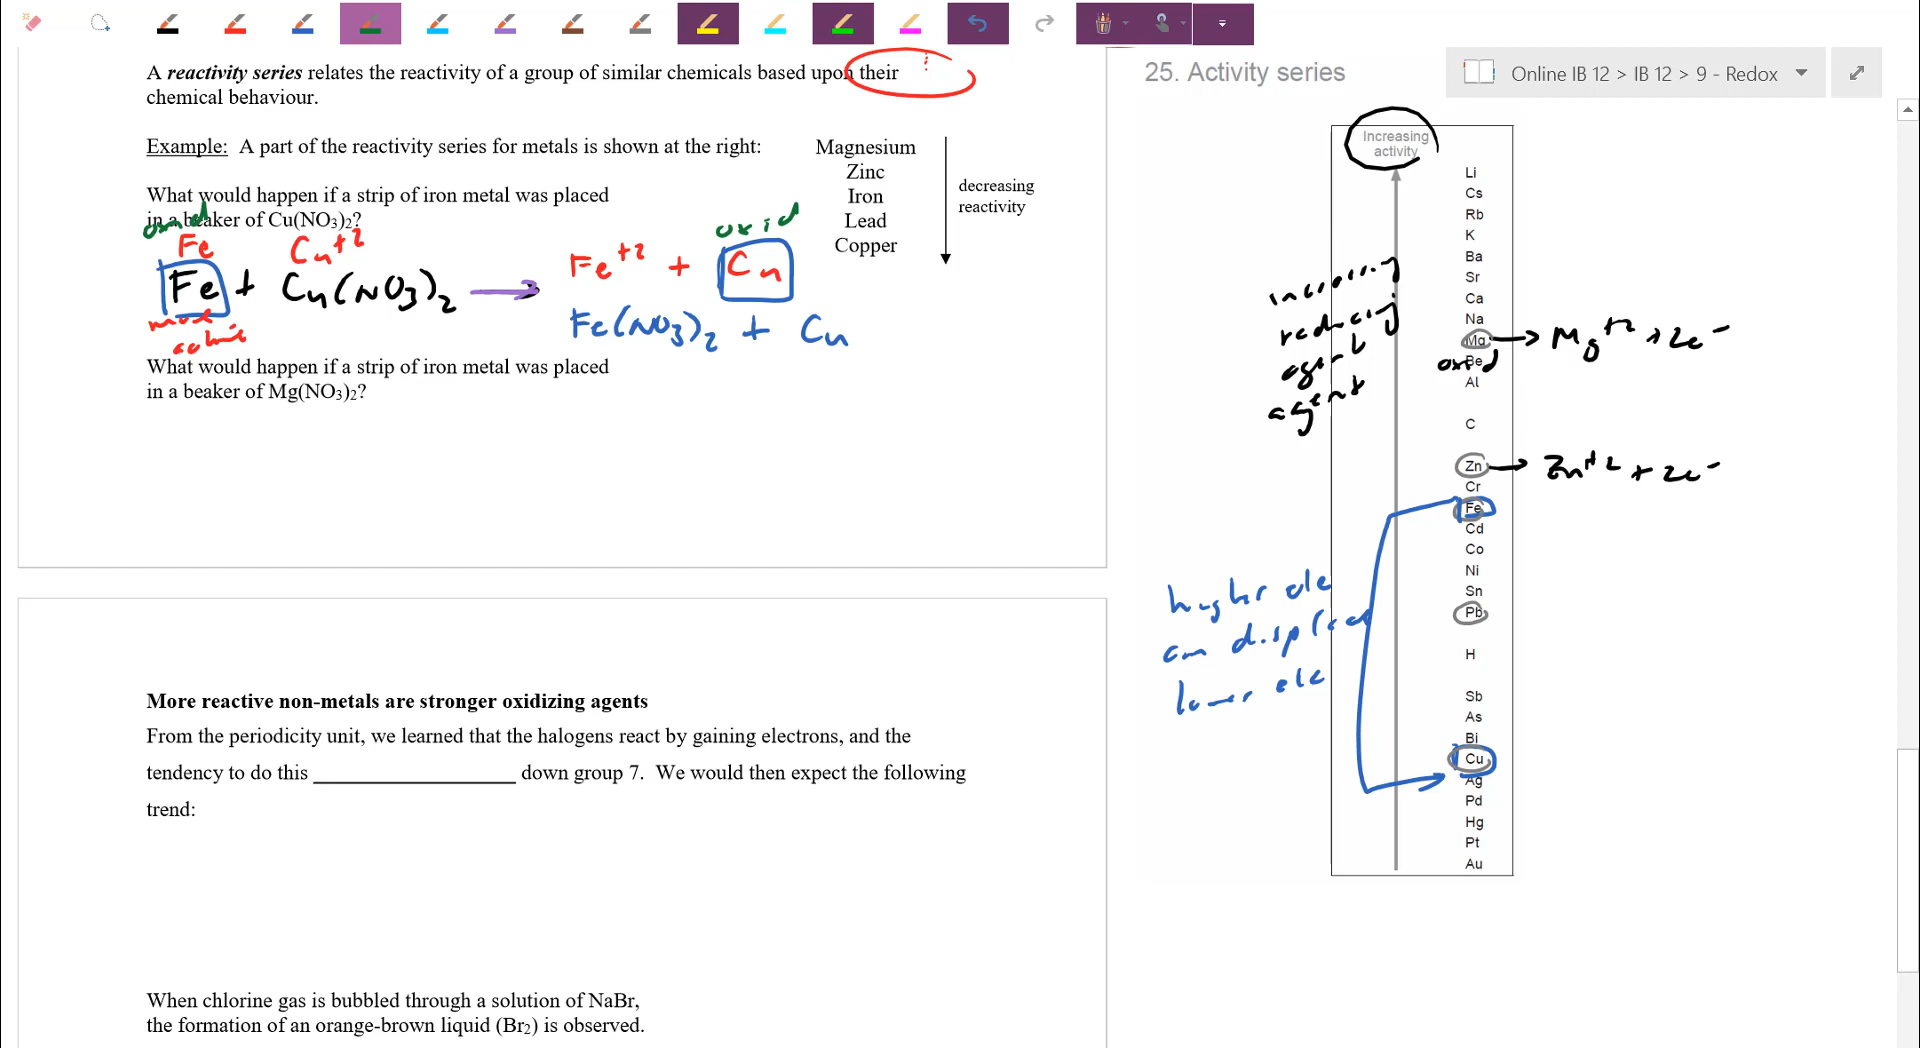 A reactivity series relates the reactivity of a group of similar chemicals based upon their
chemical behaviour.
Example: A part of the reactivity series for metals is shown at the right:
What would happen if a strip of iron metal was placed
in a beaker of Cu(NO3)2?
oxid
Fe Cu+2
Fe + Cu(NO3)2
most
active
Fe+2 + Cu
oxid
Fe(NO3)2 + Cu
What would happen if a strip of iron metal was placed
in a beaker of Mg(NO3)2?
Magnesium
Zinc
Iron
Lead
Copper
decreasing
reactivity
More reactive non-metals are stronger oxidizing agents
From the periodicity unit, we learned that the halogens react by gaining electrons, and the
tendency to do this ____________________ down group 7. We would then expect the following
trend:
When chlorine gas is bubbled through a solution of NaBr,
the formation of an orange-brown liquid (Br2) is observed.
25. Activity series
Online IB 12 > IB 12 > 9 - Redox
Increasing
activity
Li
Cs
Rb
K
Ba
Sr
Ca
Na
Mg → Mg+2 + 2e-
Be
oxid
Al
C
Zn → Zn+2 + 2e-
Cr
Fe
Cd
Co
Ni
Sn
Pb
H
Sb
As
Bi
Cu
Ag
Pd
Hg
Pt
Au
increasing
reducing
agent
agent
higher ele
can displace
lower ele